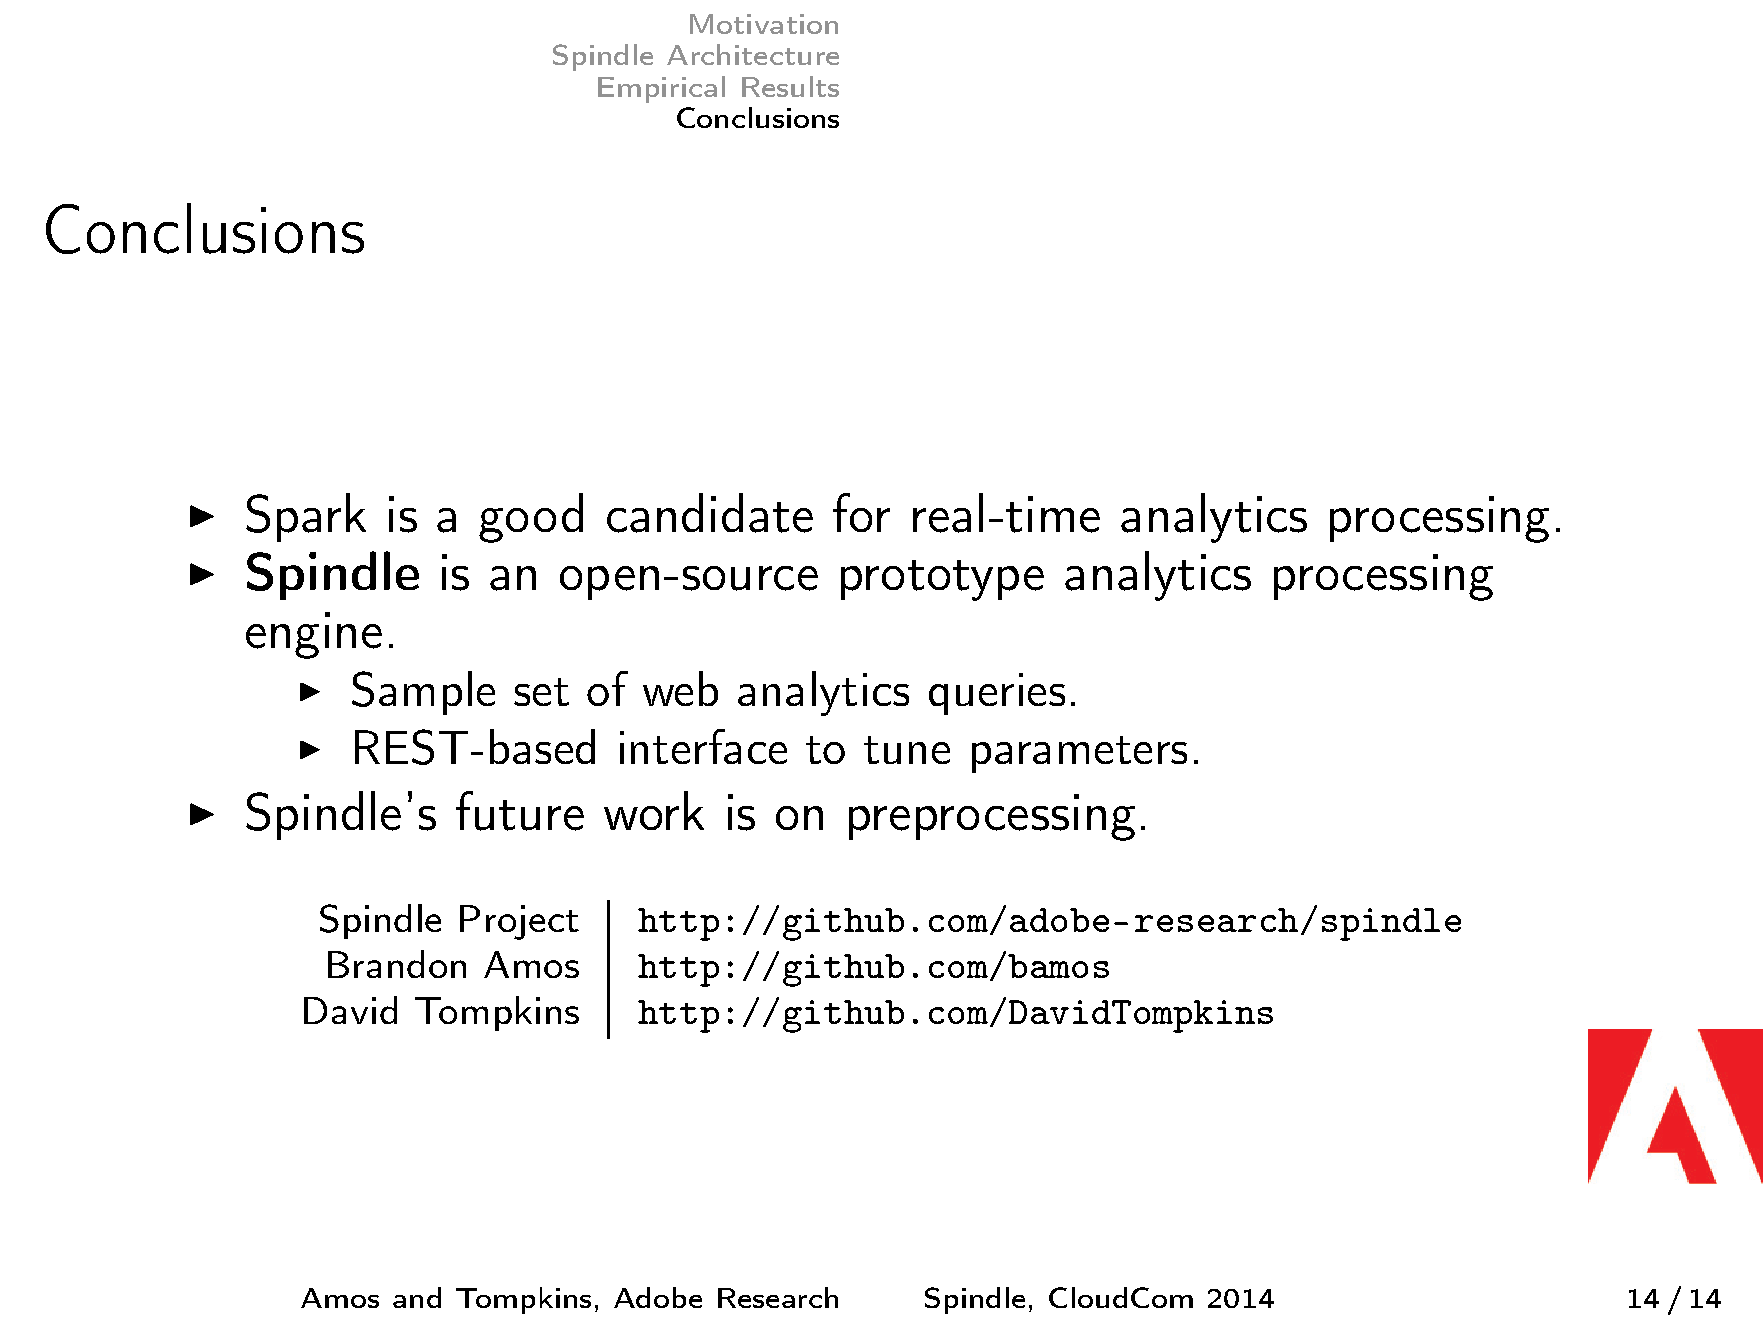 Motivation
Spindle Architecture
Empirical Results
Conclusions
Conclusions
Spark is a good candidate for real-time analytics processing.
Spindle is an open-source prototype analytics processing
engine.
Sample set of web analytics queries.
REST-based interface to tune parameters.
Spindle's future work is on preprocessing.
Spindle Project http://github.com/adobe-research/spindle
Brandon Amos http://github.com/bamos
David Tompkins http://github.com/DavidTompkins
Amos and Tompkins, Adobe Research Spindle, CloudCom 2014 14 / 14